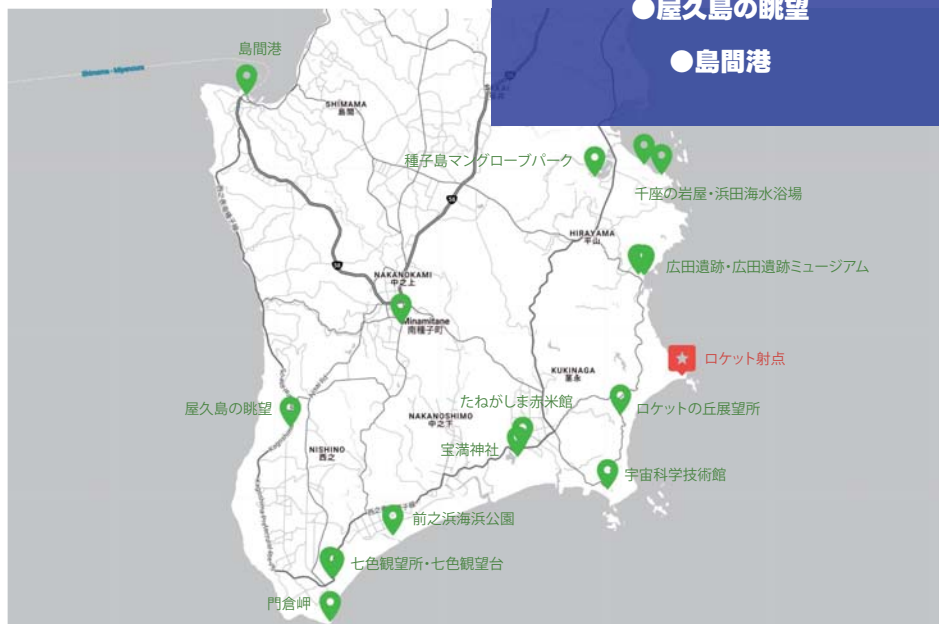 ●屋久島の眺望
●島間港
島間港
Shimama - Miyanoura
SHIMAMA
島間
58
種子島マングローブパーク
千座の岩屋・浜田海水浴場
58
HIRAYAMA
平山
広田遺跡・広田遺跡ミュージアム
58
NAKANOKAMI
中之上
Minamitane
南種子町
ロケット射点
KUKINAGA
茎永
屋久島の眺望
たねがしま赤米館
ロケットの丘展望所
NAKANOSHIMO
中之下
宝満神社
NISHINO
西之
宇宙科学技術館
前之浜海浜公園
七色観望所・七色観望台
門倉岬